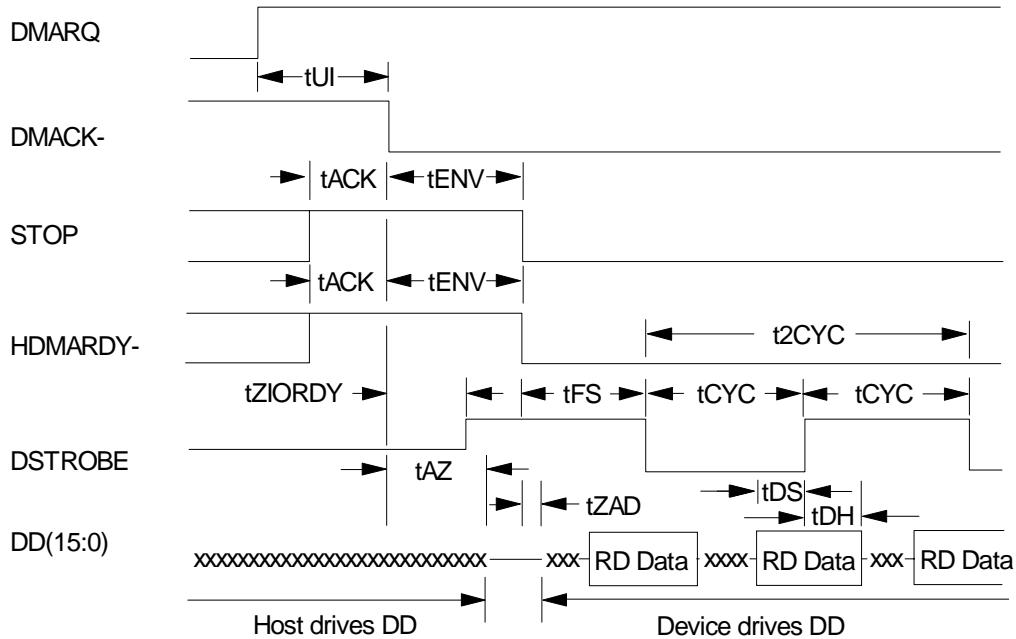 DMARQ
tUI
DMACK-
tACK tENV
STOP
tACK tENV
HDMARDY-
t2CYC
tZIORDY tFS tCYC tCYC
DSTROBE
tAZ
tDS
tZAD tDH
DD(15:0)
xxxxxxxxxxxxxxxxxxxxxxxxxx xxx RD Data xxxx RD Data xxx RD Data
Host drives DD Device drives DD